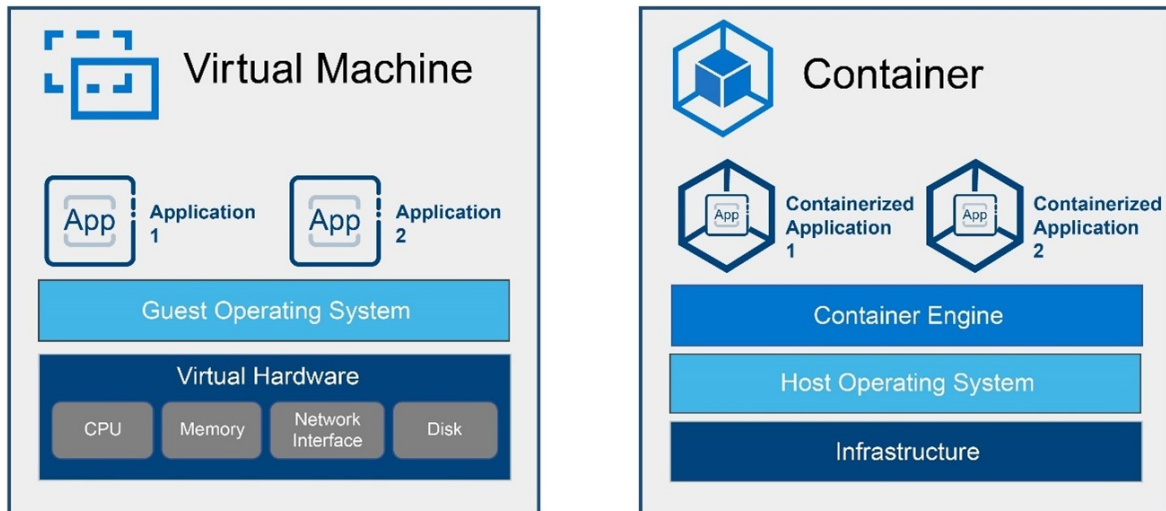 Virtual Machine
App
Application
1
App
Application
2
Guest Operating System
Virtual Hardware
CPU
Memory
Network
Interface
Disk
Container
App
Containerized
Application
1
App
Containerized
Application
2
Container Engine
Host Operating System
Infrastructure